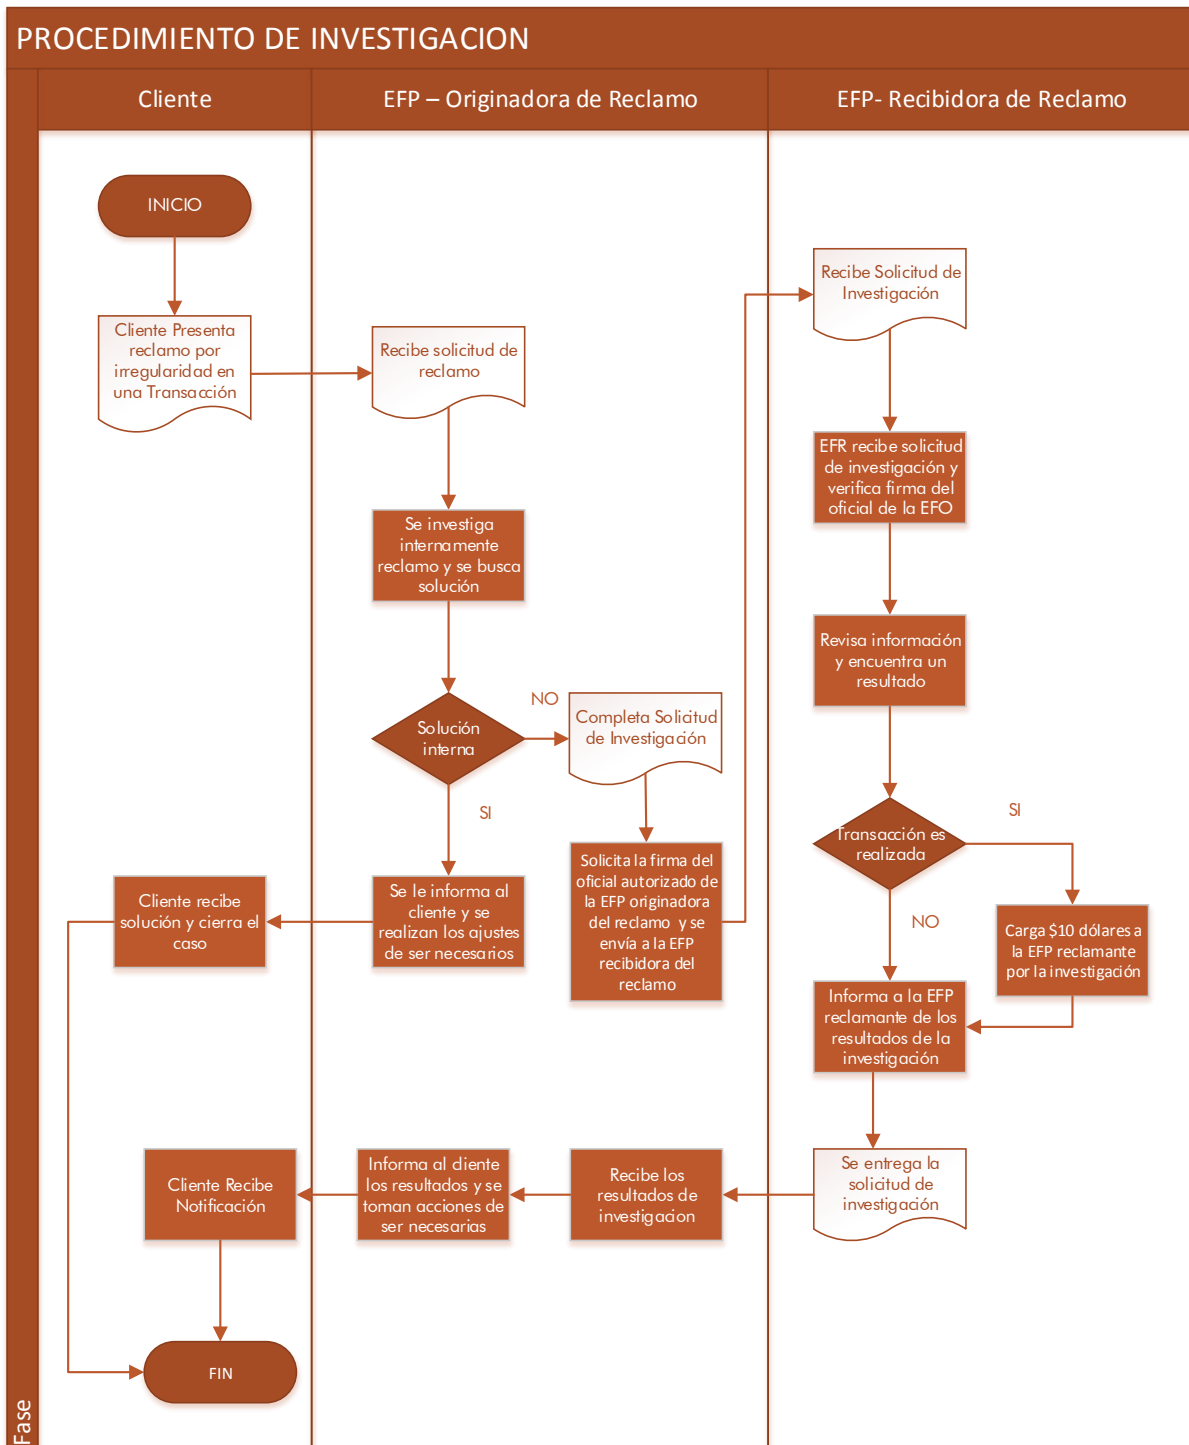 PROCEDIMIENTO DE INVESTIGACION
Cliente
EFP – Originadora de Reclamo
EFP- Recibidora de Reclamo
INICIO
Cliente Presenta
reclamo por
irregularidad en
una Transacción
Recibe solicitud de
reclamo
Se investiga
internamente
reclamo y se busca
solución
Solución
interna
NO
SI
Completa Solicitud
de Investigación
Solicita la firma del
oficial autorizado de
la EFP originadora
del reclamo y se
envía a la EFP
recibidora del
reclamo
Se le informa al
cliente y se
realizan los ajustes
de ser necesarios
Cliente recibe
solución y cierra el
caso
Recibe Solicitud de
Investigación
EFR recibe solicitud
de investigación y
verifica firma del
oficial de la EFO
Revisa información
y encuentra un
resultado
Transacción es
realizada
SI
NO
Carga $10 dólares a
la EFP reclamante
por la investigación
Informa a la EFP
reclamante de los
resultados de la
investigación
Se entrega la
solicitud de
investigación
Recibe los
resultados de
investigacion
Informa al cliente
los resultados y se
toman acciones de
ser necesarias
Cliente Recibe
Notificación
FIN
Fase